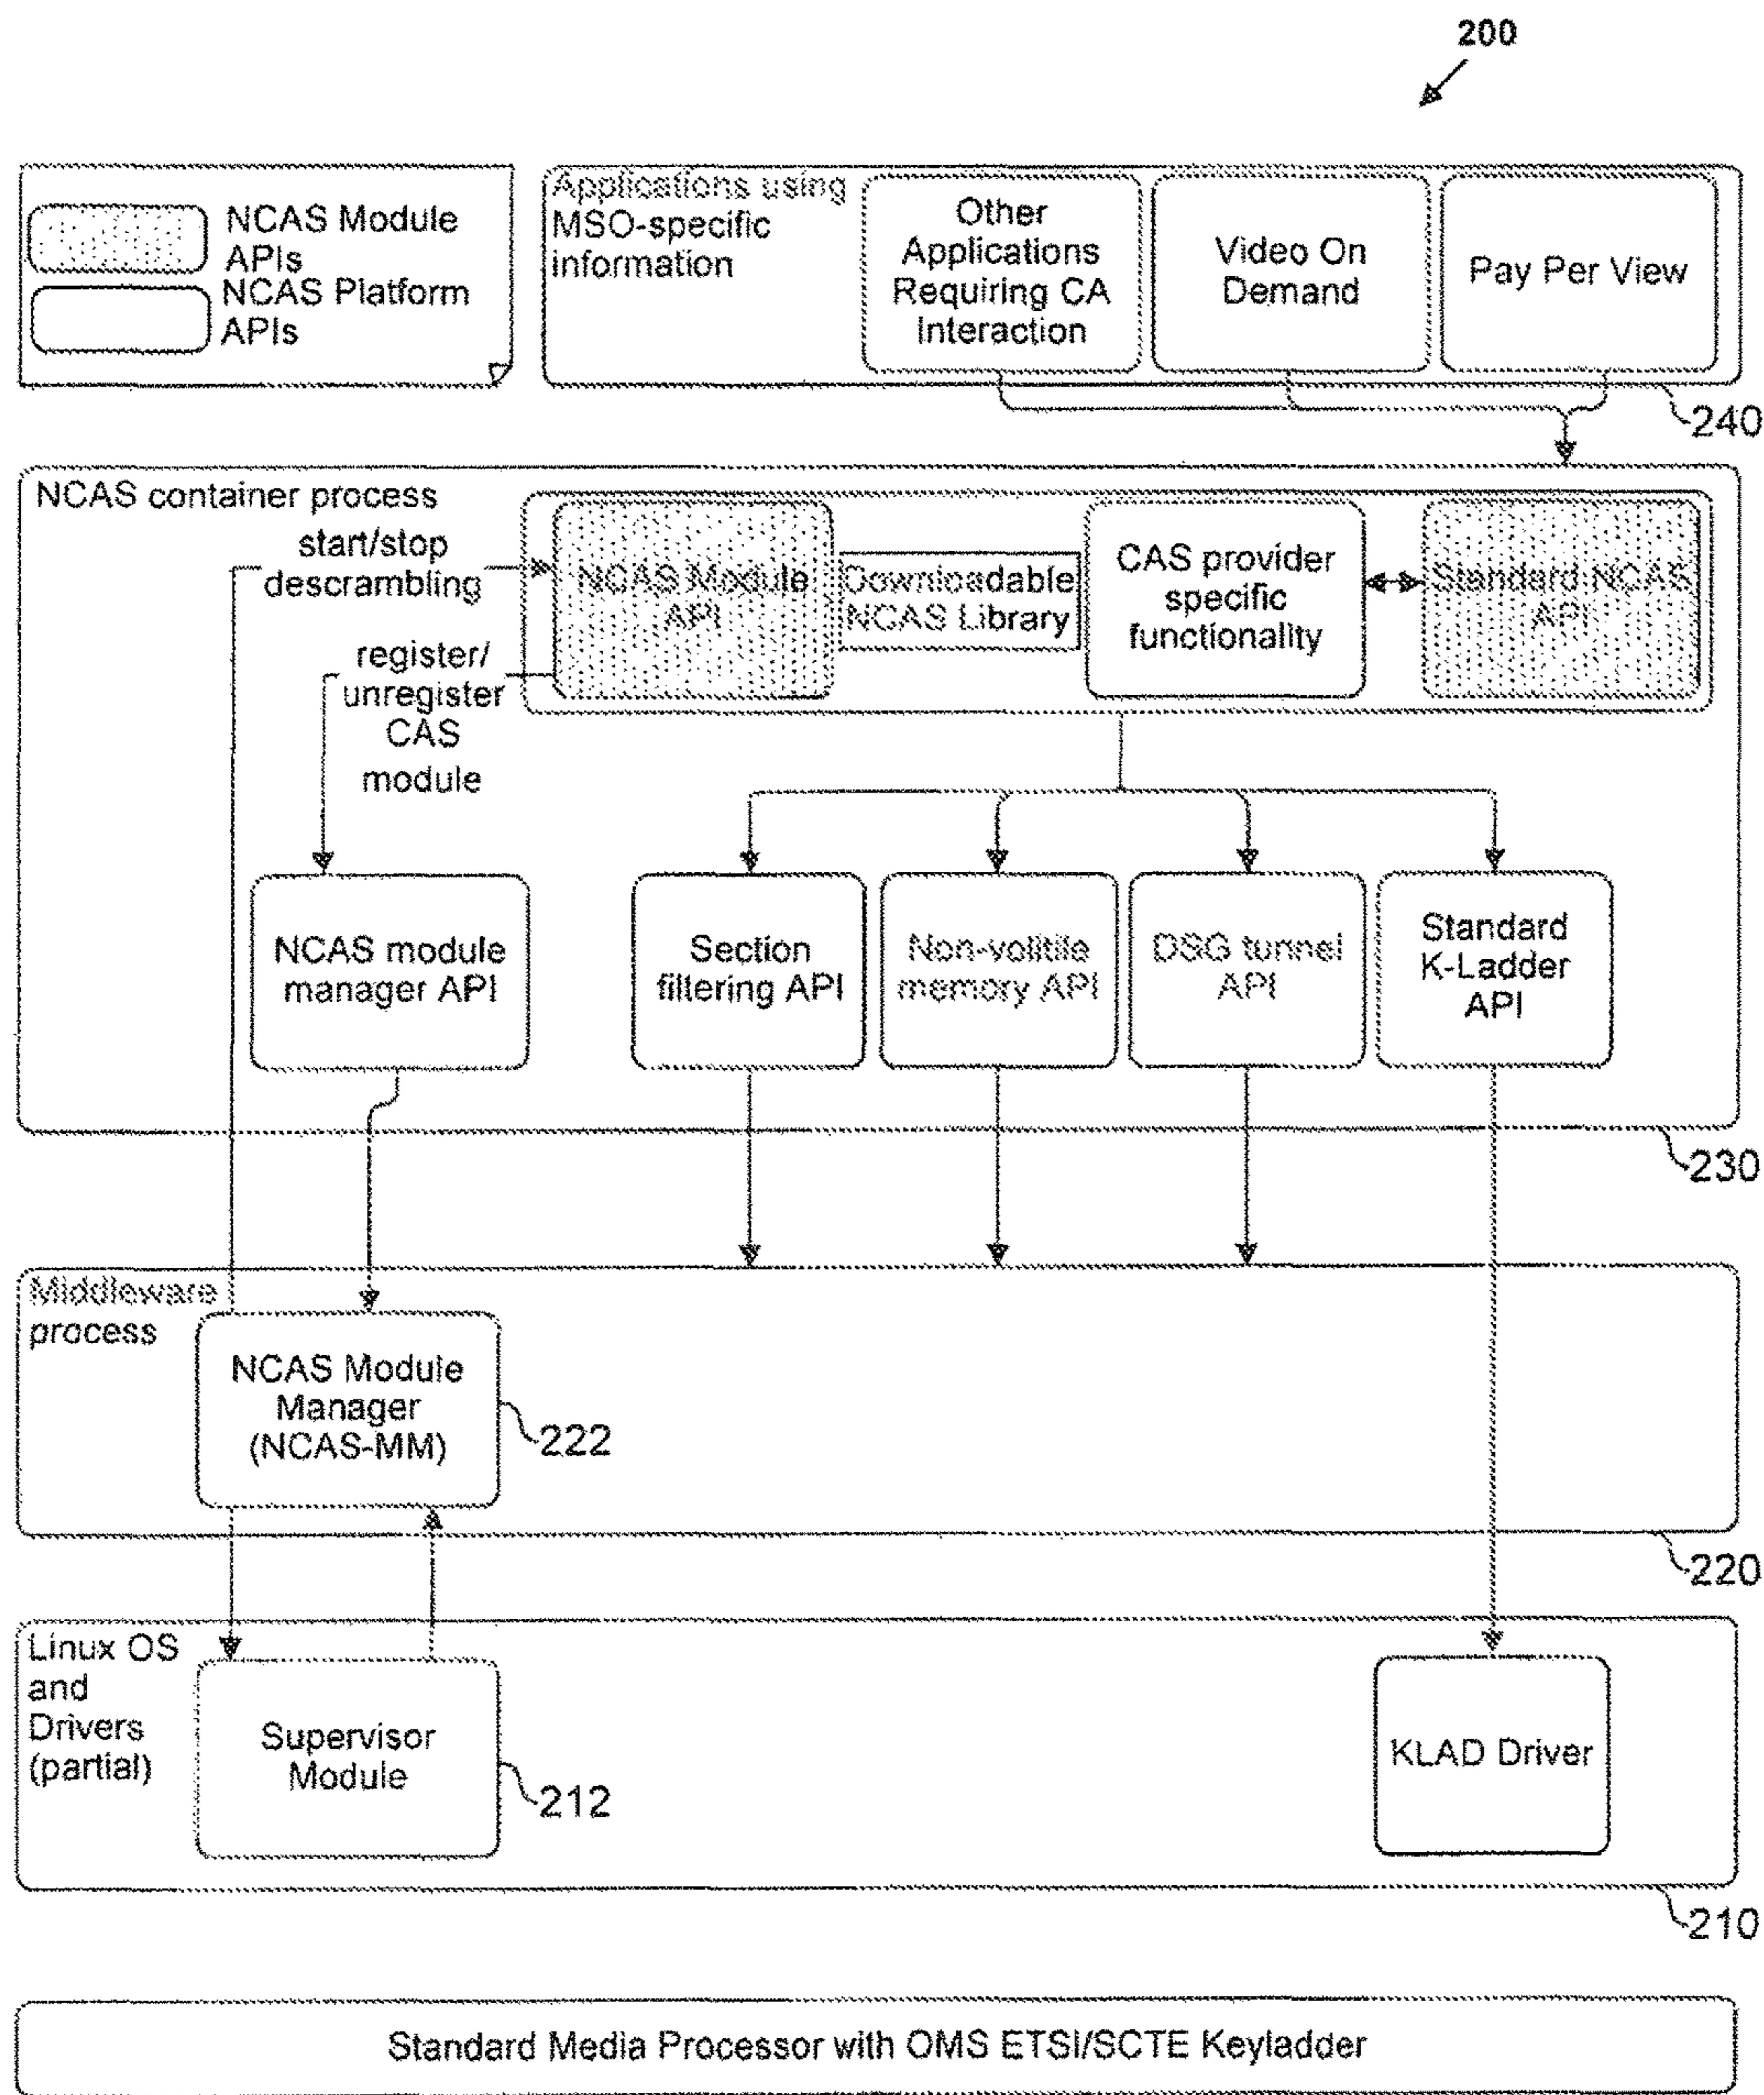 200
NCAS Module
APIs
NCAS Platform
APIs
Applications using
MSO-specific
information
Other
Applications
Requiring CA
Interaction
Video On
Demand
Pay Per View
240
NCAS container process
start/stop
descrambling
NCAS Module
API
Downloadable
NCAS Library
CAS provider
specific
functionality
Standard NCAS
API
register/
unregister
CAS
module
NCAS module
manager API
Section
filtering API
Non-volitile
memory API
DSG tunnel
API
Standard
K-Ladder
API
230
Middleware
process
NCAS Module
Manager
(NCAS-MM)
222
220
Linux OS
and
Drivers
(partial)
Supervisor
Module
212
KLAD Driver
210
Standard Media Processor with OMS ETSI/SCTE Keyladder